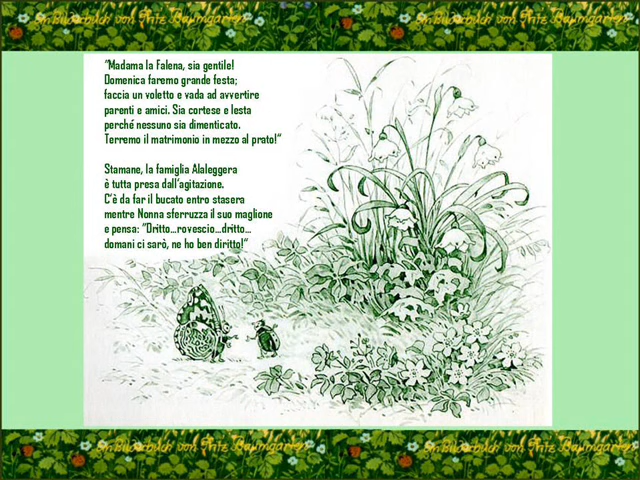 Ein Bilderbuch von Fritz Baumgarten
Ein Bilderbuch von Fritz Baumgarten
"Madama la Falena, sia gentile!
Domenica faremo grande festa;
faccia un voletto e vada ad avvertire
parenti e amici. Sia cortese e lesta
perché nessuno sia dimenticato.
Terremo il matrimonio in mezzo al prato!"
Stamane, la famiglia Alaleggera
è tutta presa dall'agitazione.
C'è da far il bucato entro stasera
mentre Nonna sferruzza il suo maglione
e pensa: "Dritto...rovescio...dritto...
domani ci sarò, ne ho ben diritto!"
Ein Bilderbuch von Fritz Baumgarten
Ein Bilderbuch von Fritz Baumgarten